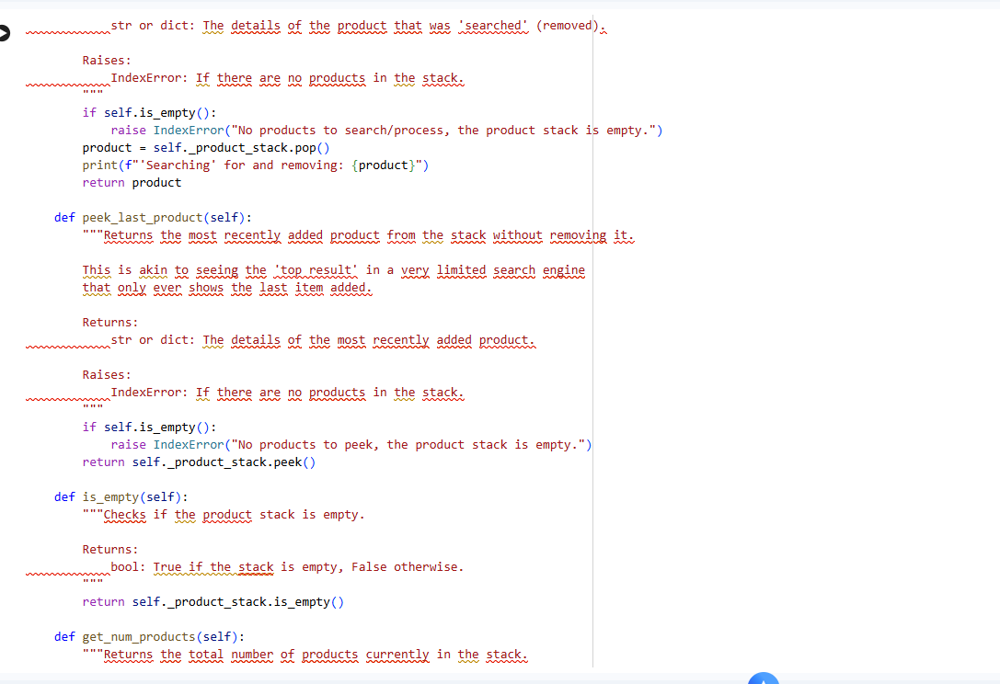 str or dict: The details of the product that was 'searched' (removed).
Raises:
IndexError: If there are no products in the stack.
"""
if self.is_empty():
raise IndexError("No products to search/process, the product stack is empty.")
product = self._product_stack.pop()
print(f"'Searching' for and removing: {product}")
return product
def peek_last_product(self):
"""Returns the most recently added product from the stack without removing it.
This is akin to seeing the 'top result' in a very limited search engine
that only ever shows the last item added.
Returns:
str or dict: The details of the most recently added product.
Raises:
IndexError: If there are no products in the stack.
"""
if self.is_empty():
raise IndexError("No products to peek, the product stack is empty.")
return self._product_stack.peek()
def is_empty(self):
"""Checks if the product stack is empty.
Returns:
bool: True if the stack is empty, False otherwise.
"""
return self._product_stack.is_empty()
def get_num_products(self):
"""Returns the total number of products currently in the stack.